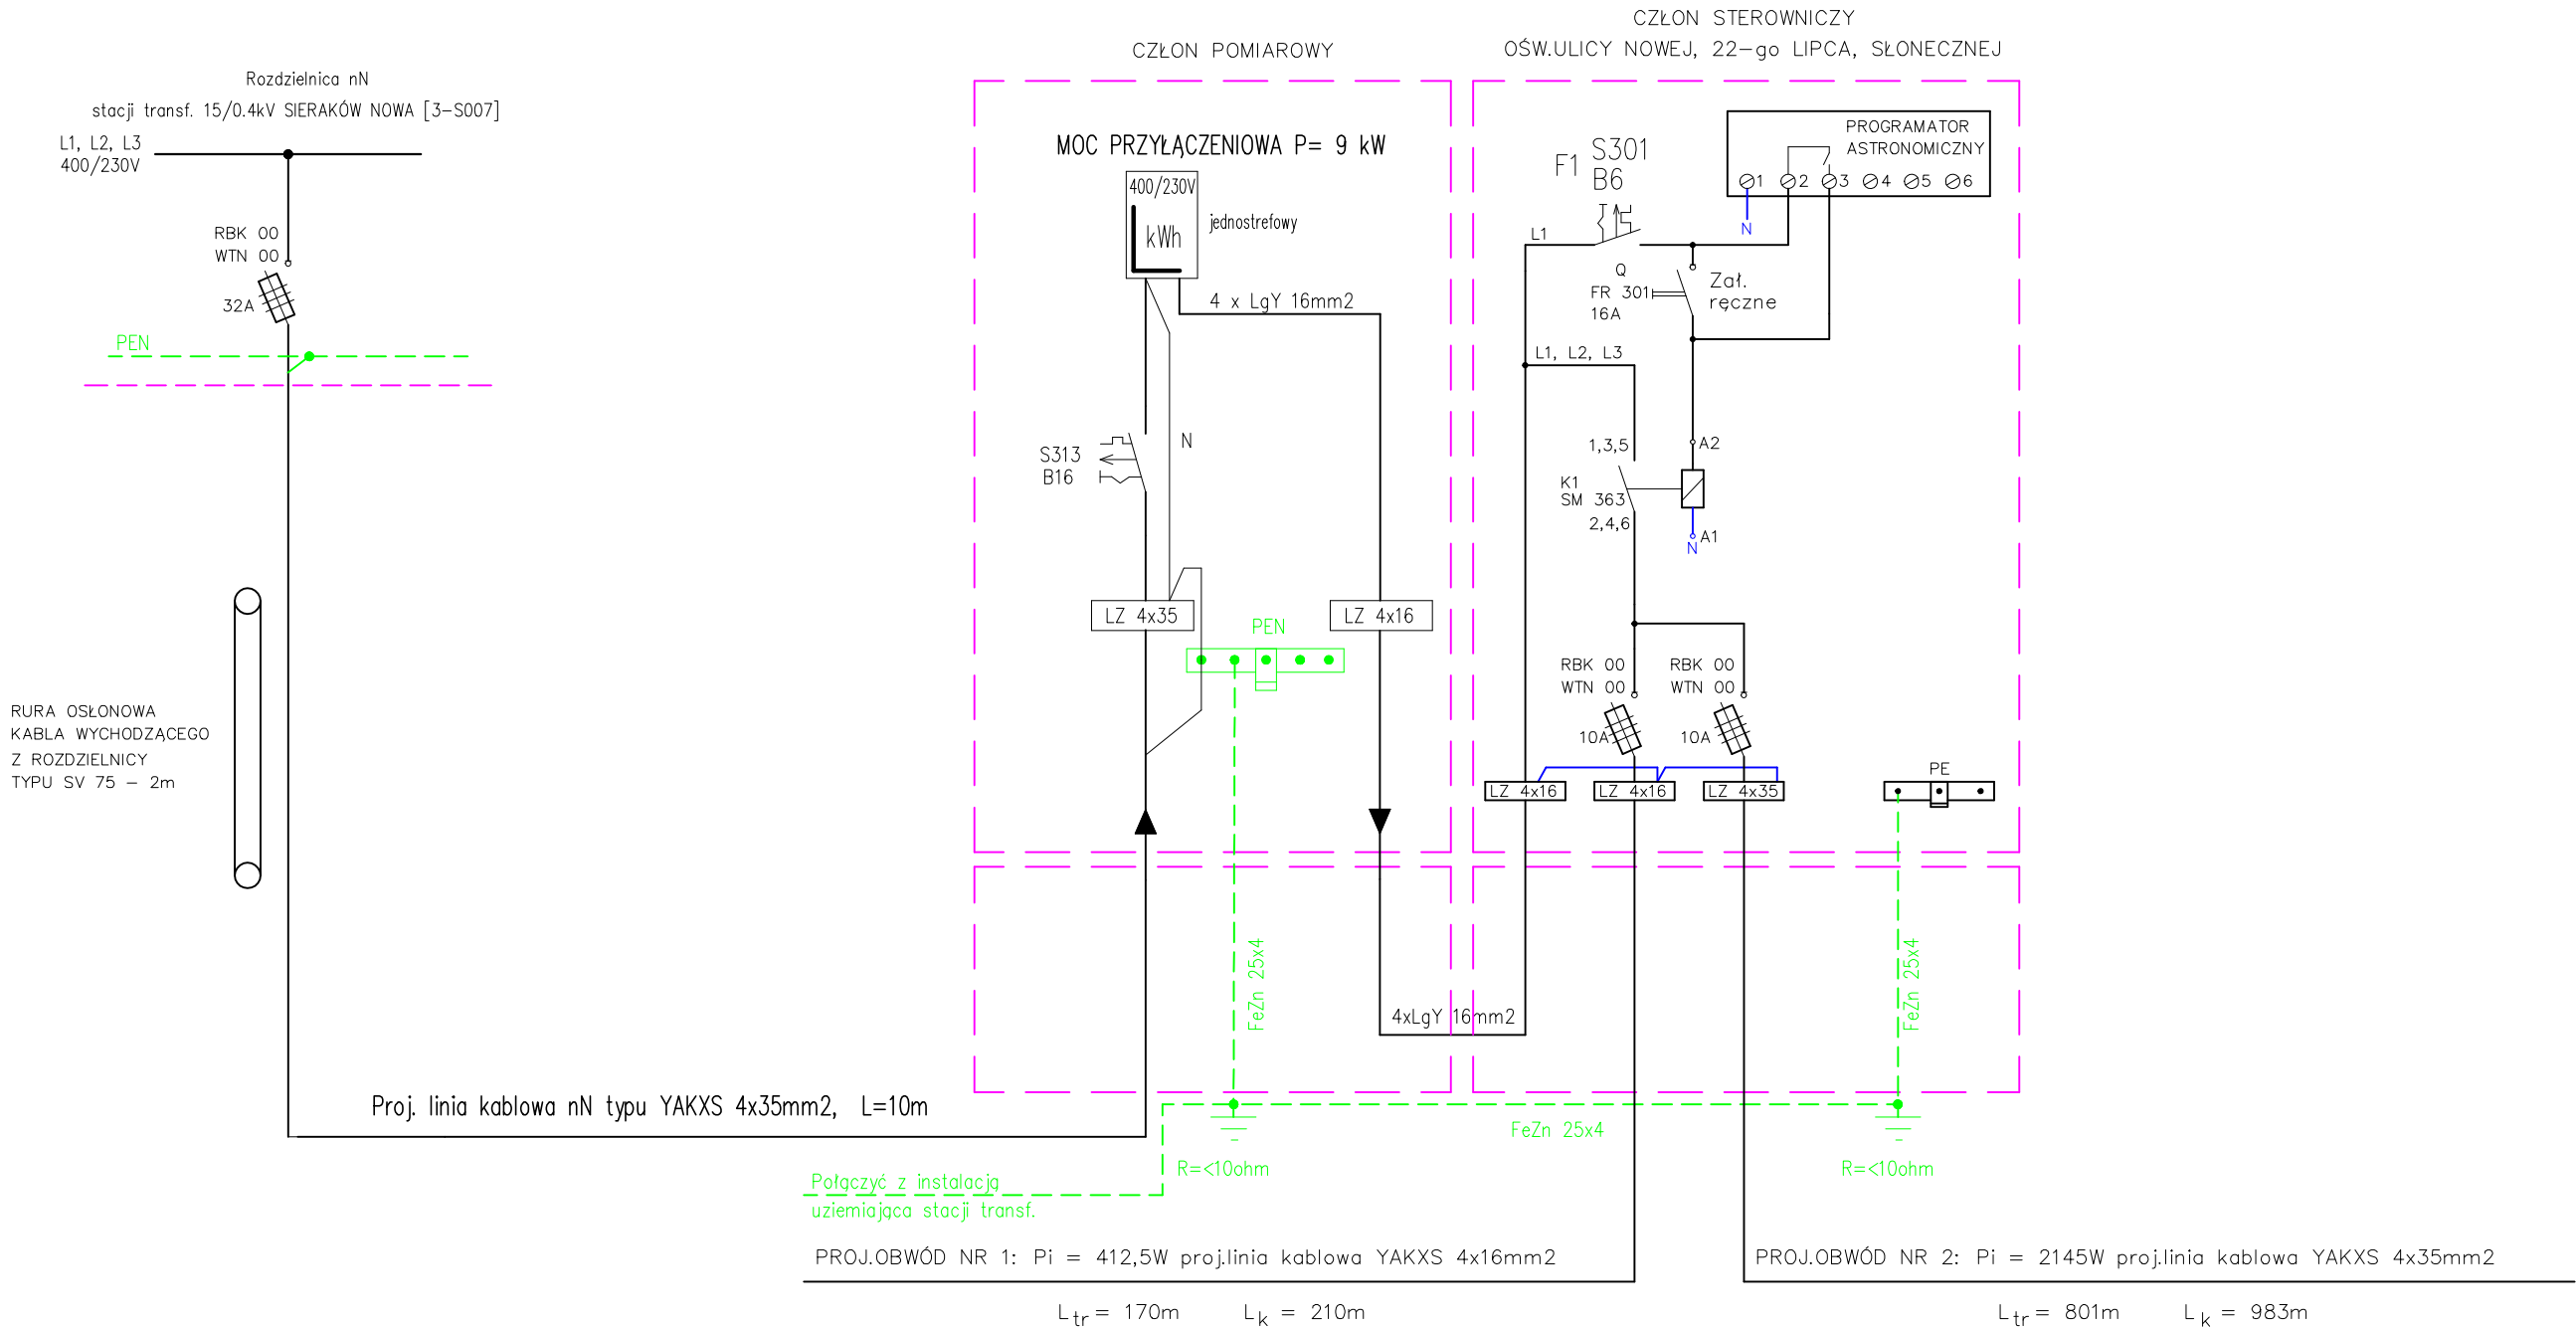 Rozdzielnica nN
stacji transf. 15/0.4kV SIERAKÓW NOWA [3-S007]
L1, L2, L3
400/230V
RBK 00
WTN 00
32A
PEN
RURA OSŁONOWA
KABLA WYCHODZĄCEGO
Z ROZDZIELNICY
TYPU SV 75 - 2m
Proj. linia kablowa nN typu YAKXS 4x35mm2, L=10m
CZŁON POMIAROWY
MOC PRZYŁĄCZENIOWA P= 9 kW
400/230V
kWh
jednostrefowy
4 x LgY 16mm2
N
S313
B16
LZ 4x35
LZ 4x16
PEN
FeZn 25x4
4xLgY 16mm2
CZŁON STEROWNICZY
OŚW.ULICY NOWEJ, 22-go LIPCA, SŁONECZNEJ
PROGRAMATOR
ASTRONOMICZNY
1 2 3 4 5 6
N
F1
S301
B6
L1
Q
FR 301
16A
Zał.
ręczne
L1, L2, L3
1,3,5
A2
K1
SM 363
2,4,6
A1
N
RBK 00
WTN 00
10A
RBK 00
WTN 00
10A
LZ 4x16
LZ 4x16
LZ 4x35
PE
FeZn 25x4
FeZn 25x4
R=<10ohm
R=<10ohm
Połączyć z instalacją
uziemiająca stacji transf.
PROJ.OBWÓD NR 1: Pi = 412,5W proj.linia kablowa YAKXS 4x16mm2
Ltr= 170m Lk = 210m
PROJ.OBWÓD NR 2: Pi = 2145W proj.linia kablowa YAKXS 4x35mm2
Ltr= 801m Lk = 983m